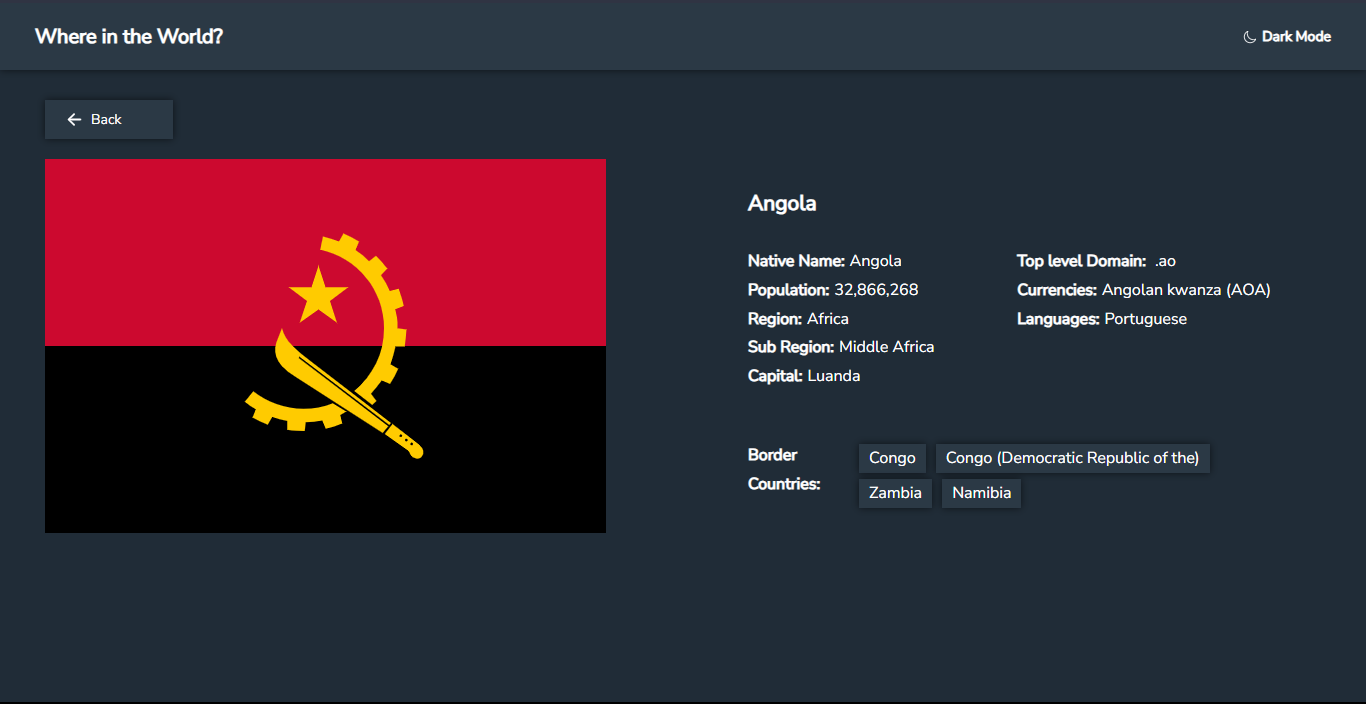 Where in the World?
Dark Mode
Back
Angola
Native Name: Angola
Population: 32,866,268
Region: Africa
Sub Region: Middle Africa
Capital: Luanda
Top level Domain: .ao
Currencies: Angolan kwanza (AOA)
Languages: Portuguese
Border
Countries:
Congo
Congo (Democratic Republic of the)
Zambia
Namibia